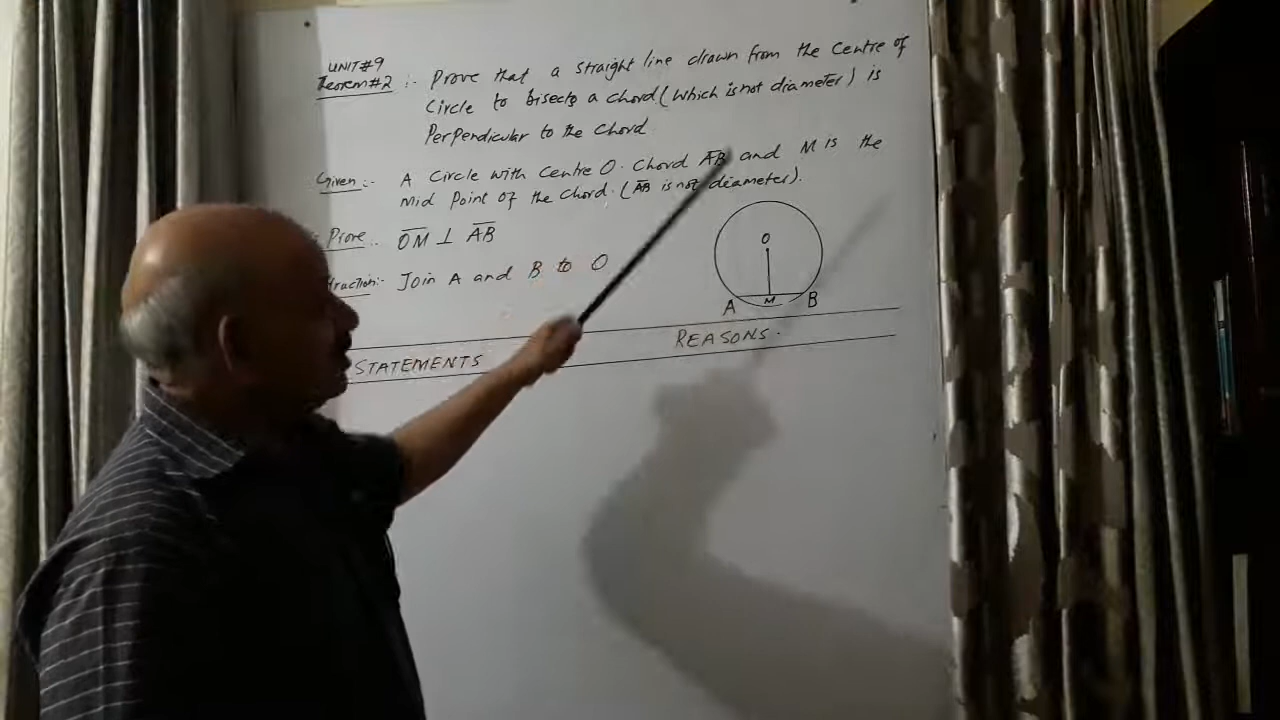 UNIT#9
Teorem#2:- Prove that a straight line drawn from the Centre of
Circle to bisects a chord (which is not diameter) is
Perpendicular to the chord
Given:- A Circle with Centre O. Chord AB and M is the
Mid Point of the Chord. (AB is not diameter).
Prove:. OM ⊥ AB
Join A and B to O
O
M
A B
STATEMENTS REASONS.